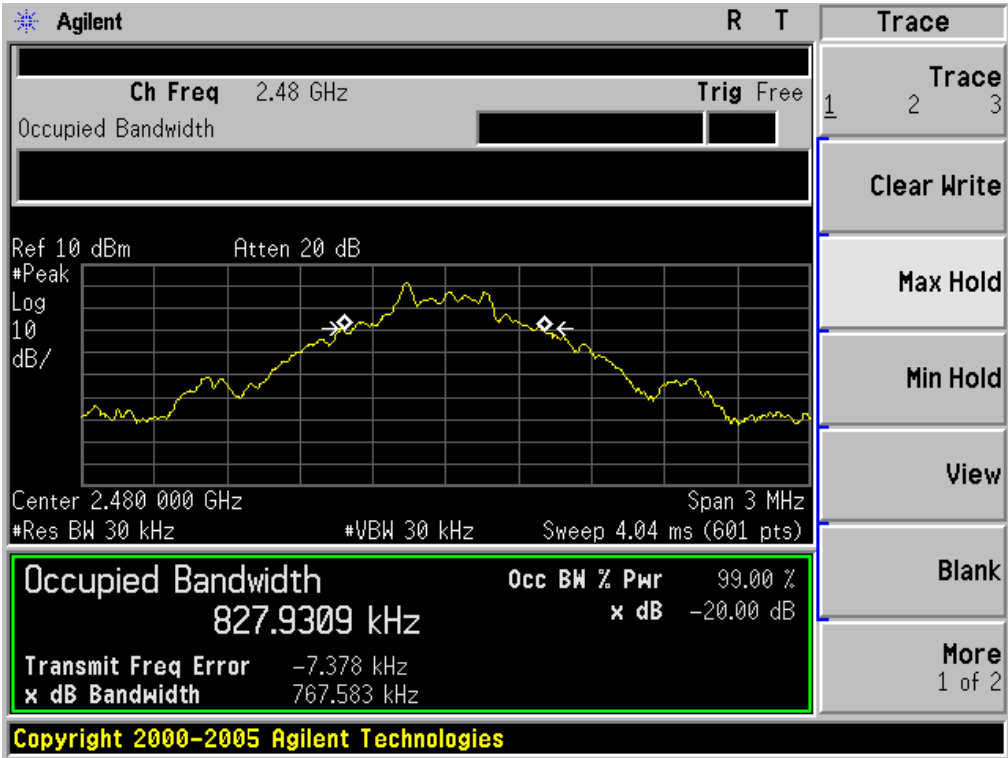 Agilent R T
Ch Freq 2.48 GHz Trig Free
Occupied Bandwidth
Ref 10 dBm Atten 20 dB
#Peak
Log
10
dB/
Center 2.480 000 GHz Span 3 MHz
#Res BW 30 kHz #VBW 30 kHz Sweep 4.04 ms (601 pts)
Occupied Bandwidth Occ BW % Pwr 99.00 %
827.9309 kHz x dB -20.00 dB
Transmit Freq Error -7.378 kHz
x dB Bandwidth 767.583 kHz
Copyright 2000-2005 Agilent Technologies
Trace
Trace
1 2 3
Clear Write
Max Hold
Min Hold
View
Blank
More
1 of 2